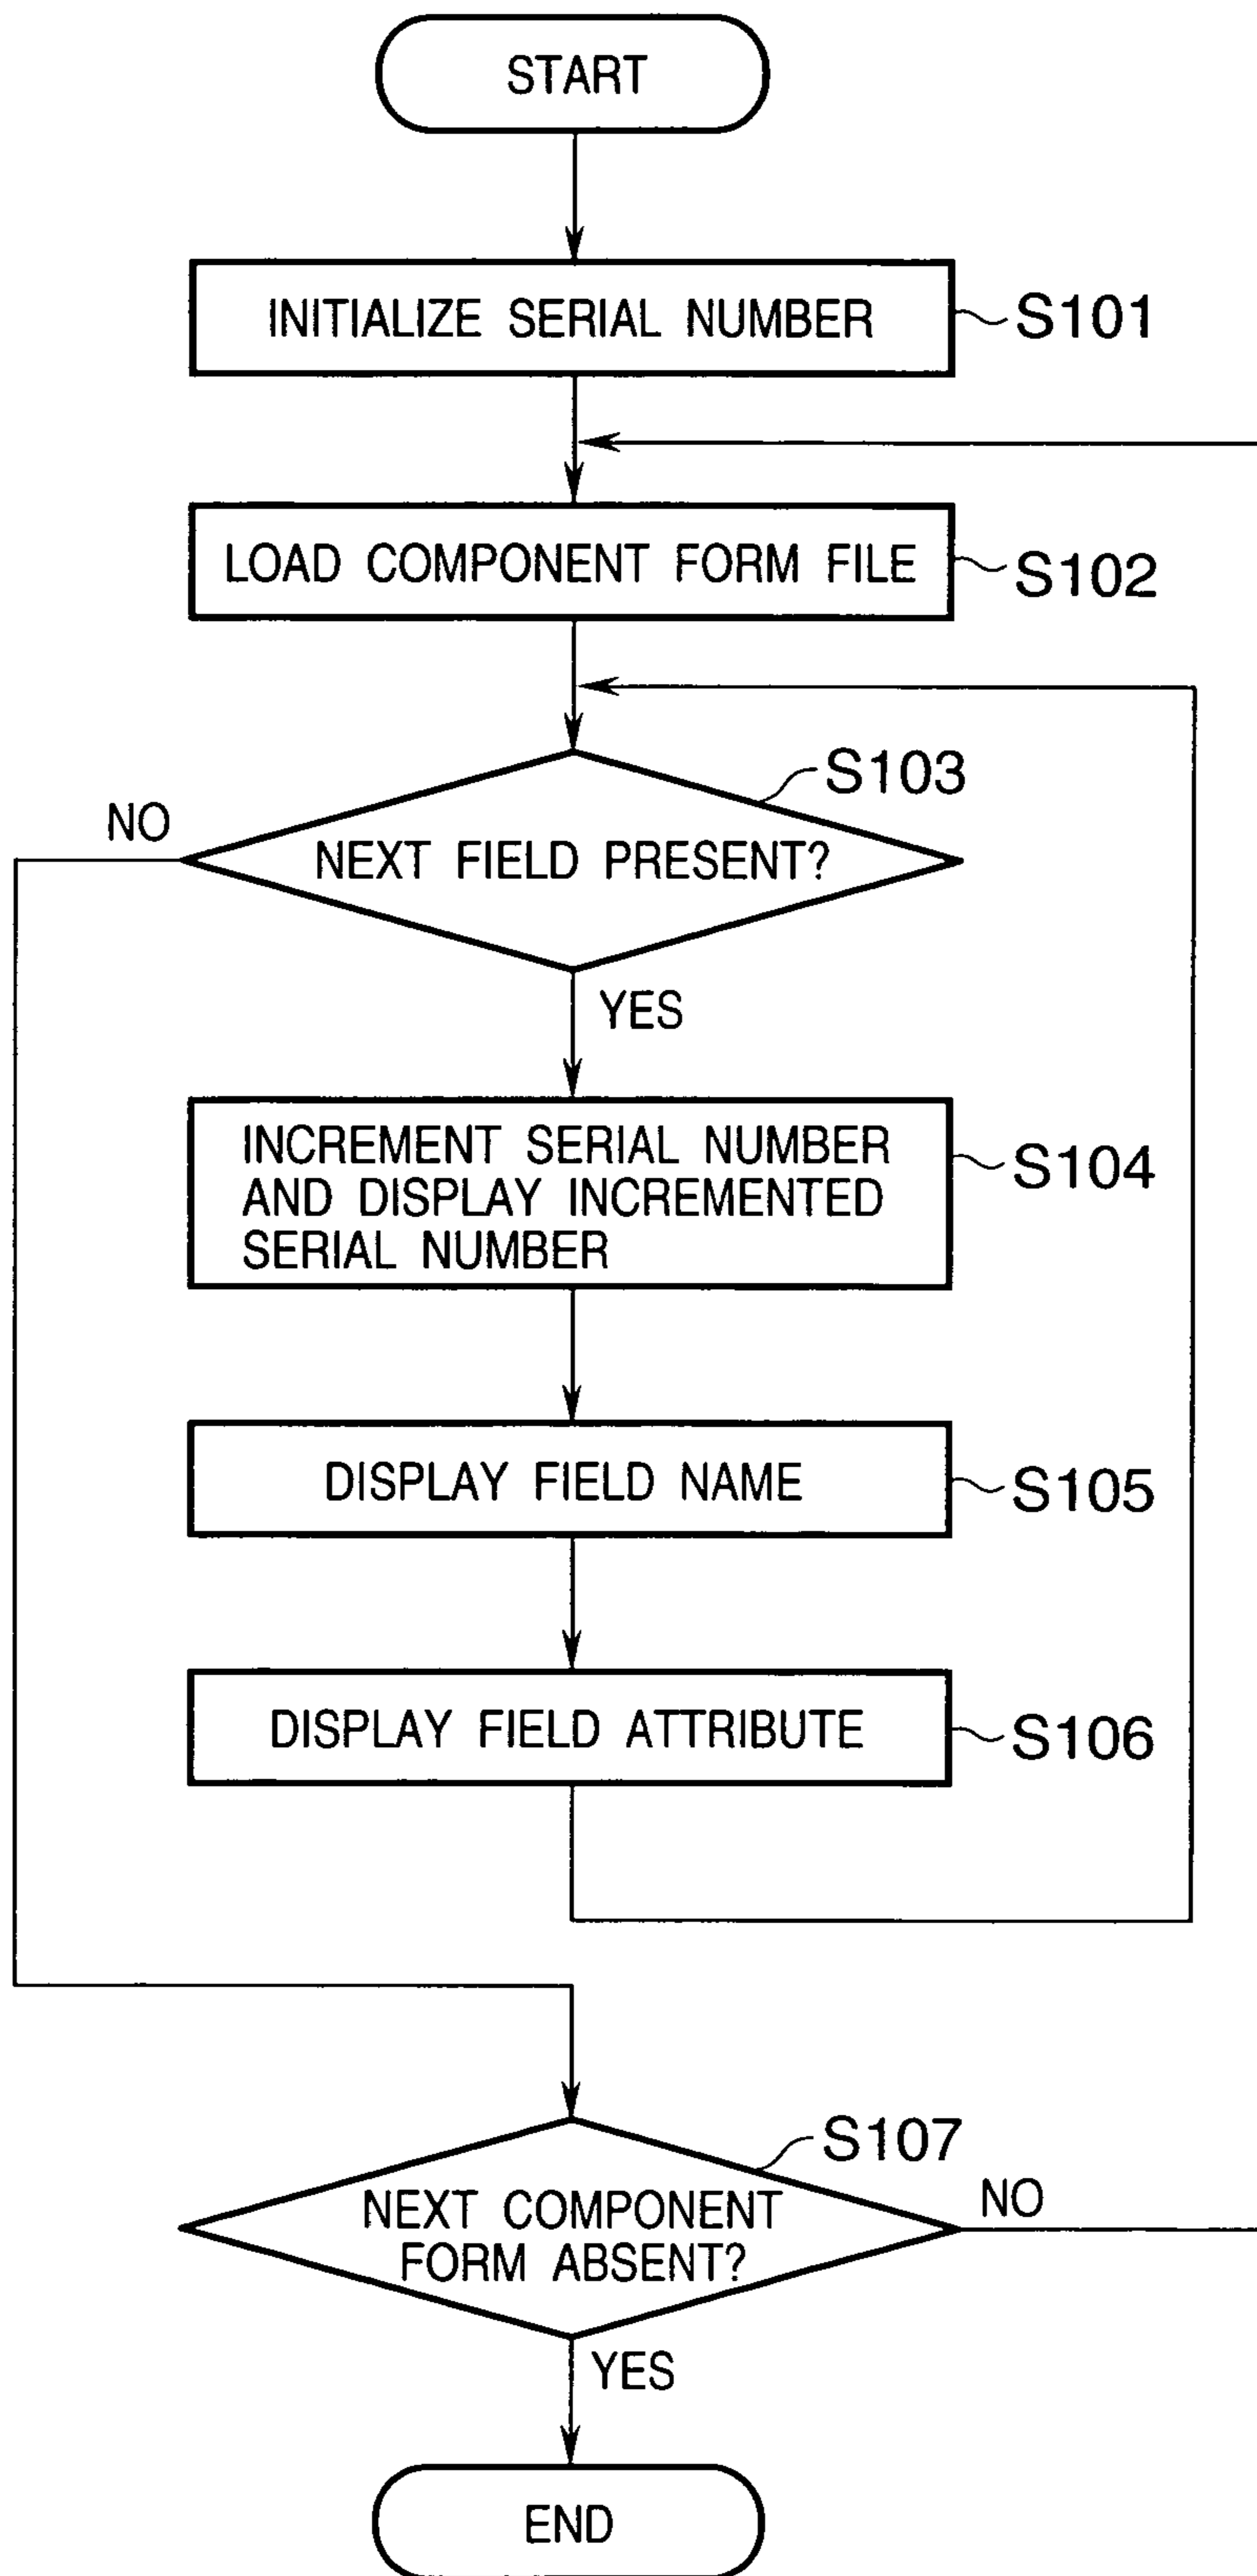 START
INITIALIZE SERIAL NUMBER
S101
LOAD COMPONENT FORM FILE
S102
S103
NO
NEXT FIELD PRESENT?
YES
INCREMENT SERIAL NUMBER
AND DISPLAY INCREMENTED
SERIAL NUMBER
S104
DISPLAY FIELD NAME
S105
DISPLAY FIELD ATTRIBUTE
S106
S107
NEXT COMPONENT
FORM ABSENT?
NO
YES
END